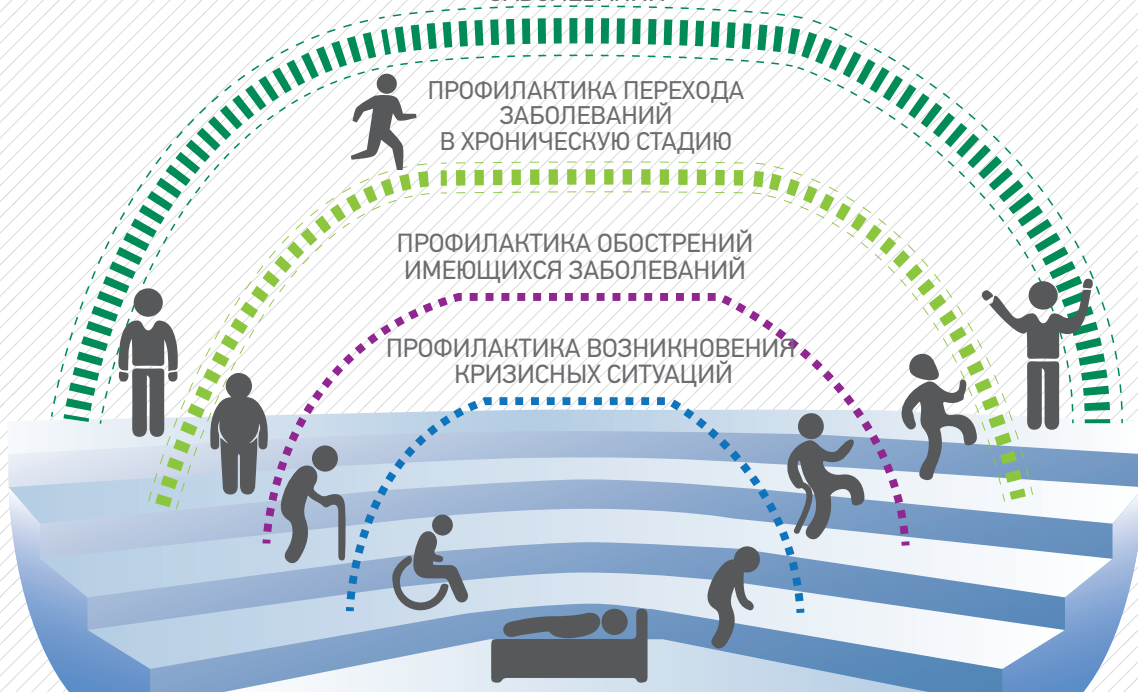 ПРОФИЛАКТИКА ПЕРЕХОДА
ЗАБОЛЕВАНИЙ
В ХРОНИЧЕСКУЮ СТАДИЮ
ПРОФИЛАКТИКА ОБОСТРЕНИЙ
ИМЕЮЩИХСЯ ЗАБОЛЕВАНИЙ
ПРОФИЛАКТИКА ВОЗНИКНОВЕНИЯ
КРИЗИСНЫХ СИТУАЦИЙ